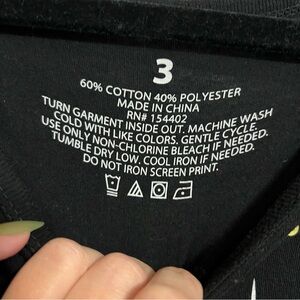 3
60% COTTON 40% POLYESTER
MADE IN CHINA
RN# 154402
TURN GARMENT INSIDE OUT. MACHINE WASH
COLD WITH LIKE COLORS. GENTLE CYCLE.
USE ONLY NON-CHLORINE BLEACH IF NEEDED.
TUMBLE DRY LOW. COOL IRON IF NEEDED.
DO NOT IRON SCREEN PRINT.